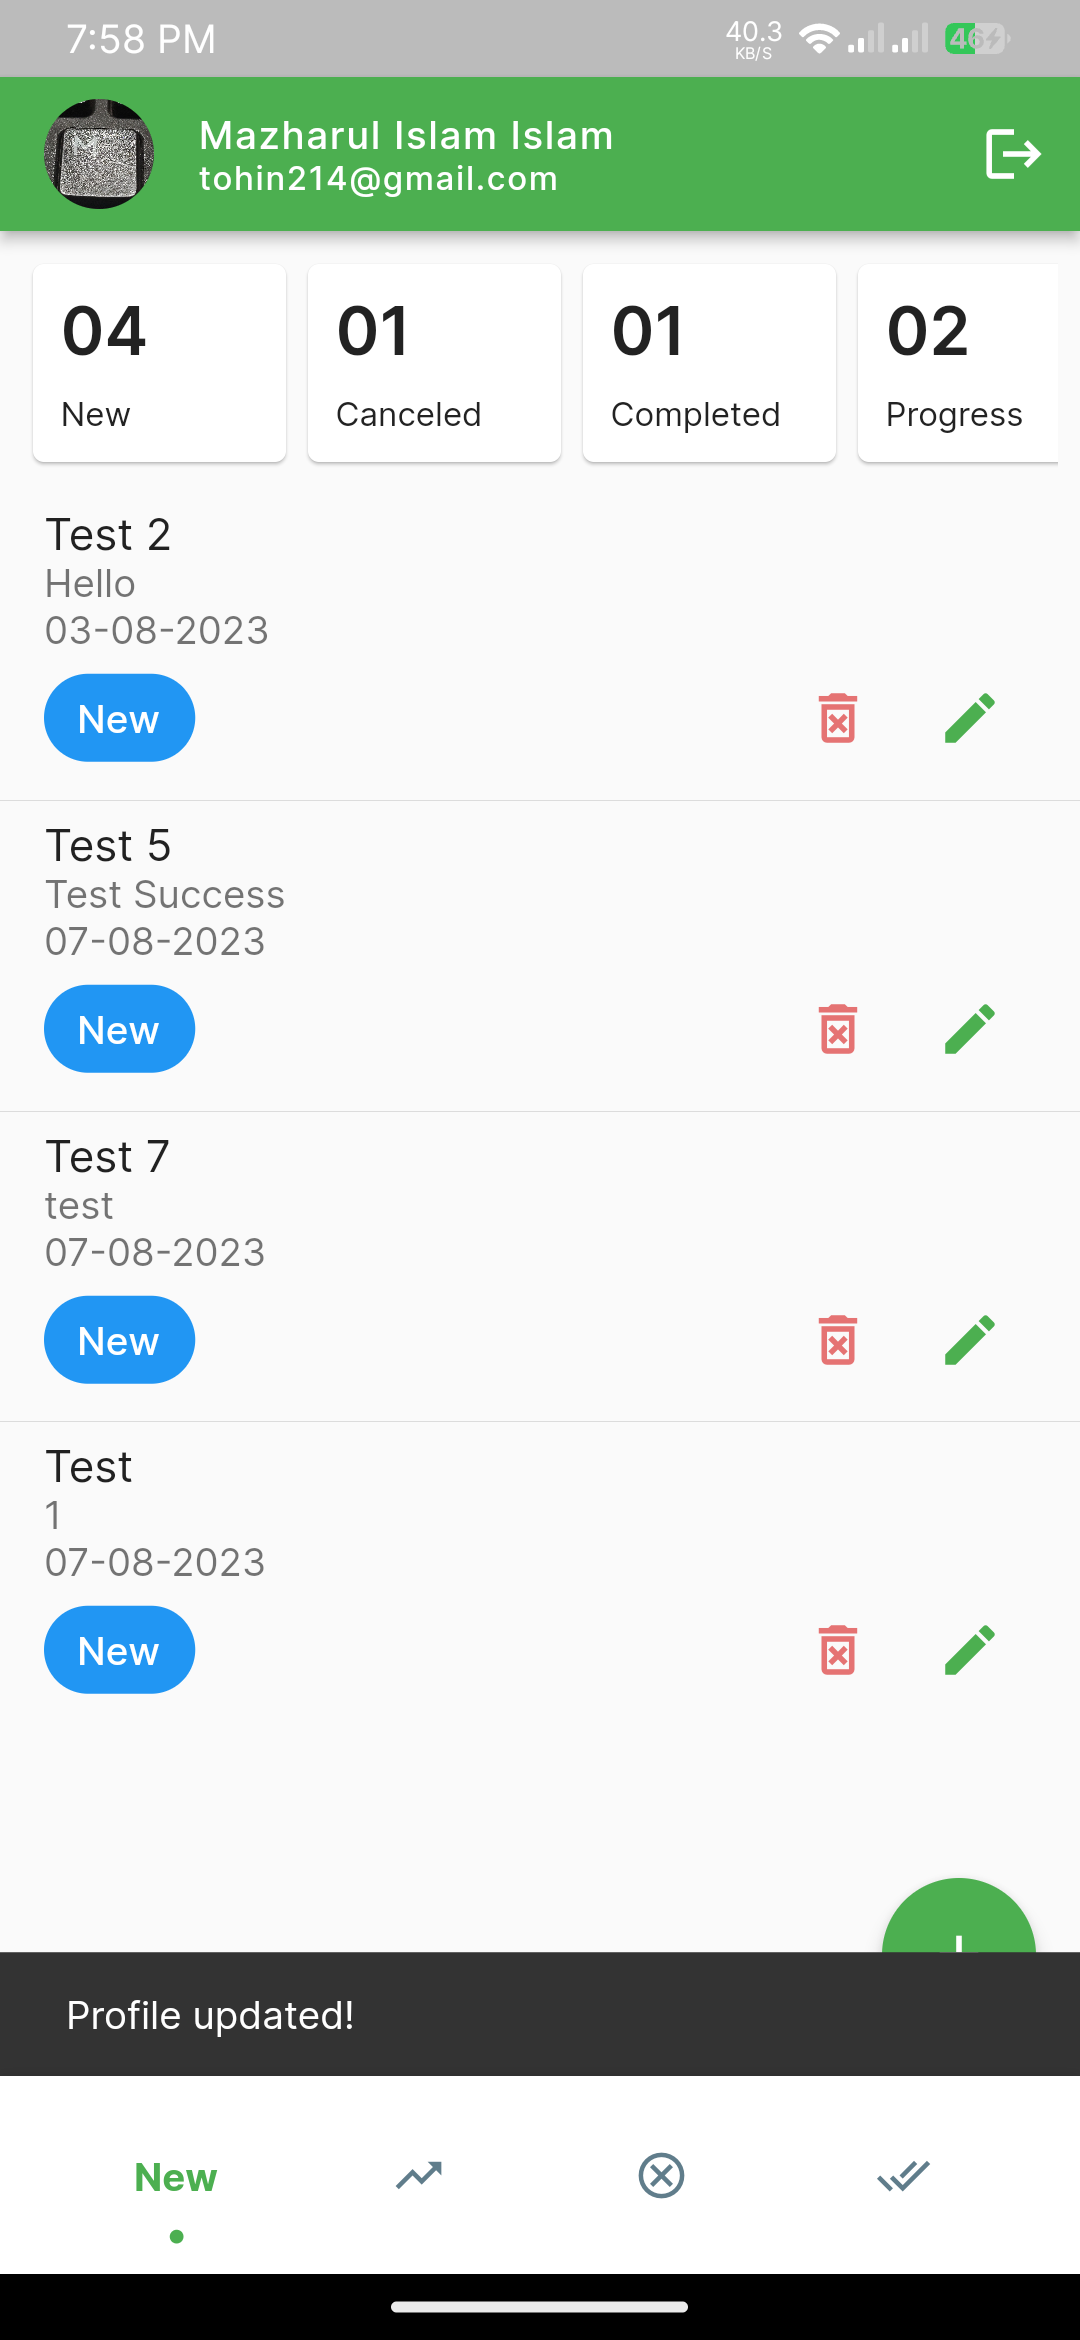 7:58 PM
40.3
KB/S
46
Mazharul Islam Islam
tohin214@gmail.com
04
New
01
Canceled
01
Completed
02
Progress
Test 2
Hello
03-08-2023
New
Test 5
Test Success
07-08-2023
New
Test 7
test
07-08-2023
New
Test
1
07-08-2023
New
Profile updated!
New